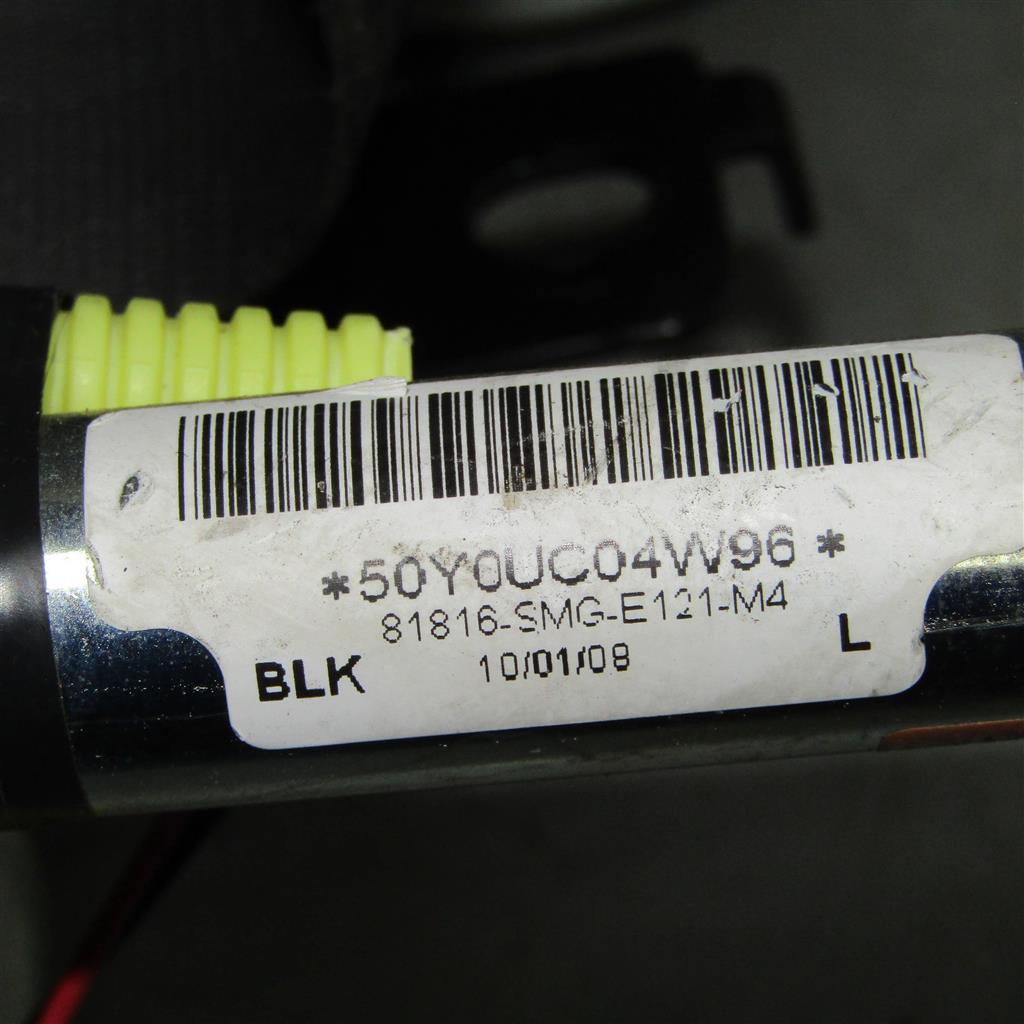 *50Y0UC04W96*
81816-SMG-E121-M4
BLK 10/01/08 L